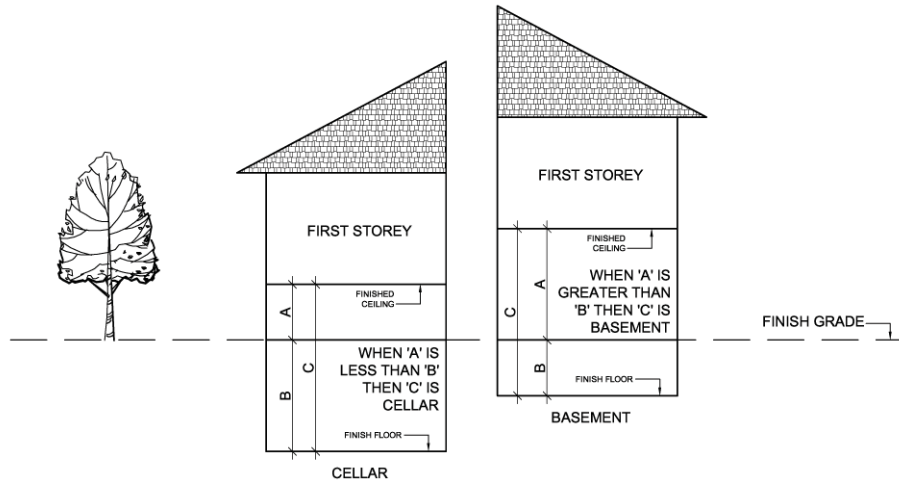 FIRST STOREY
FINISHED
CEILING
A
C
B
WHEN 'A' IS
LESS THAN 'B'
THEN 'C' IS
CELLAR
FINISH FLOOR
CELLAR
FIRST STOREY
FINISHED
CEILING
A
C
B
WHEN 'A' IS
GREATER THAN
'B' THEN 'C' IS
BASEMENT
FINISH FLOOR
BASEMENT
FINISH GRADE